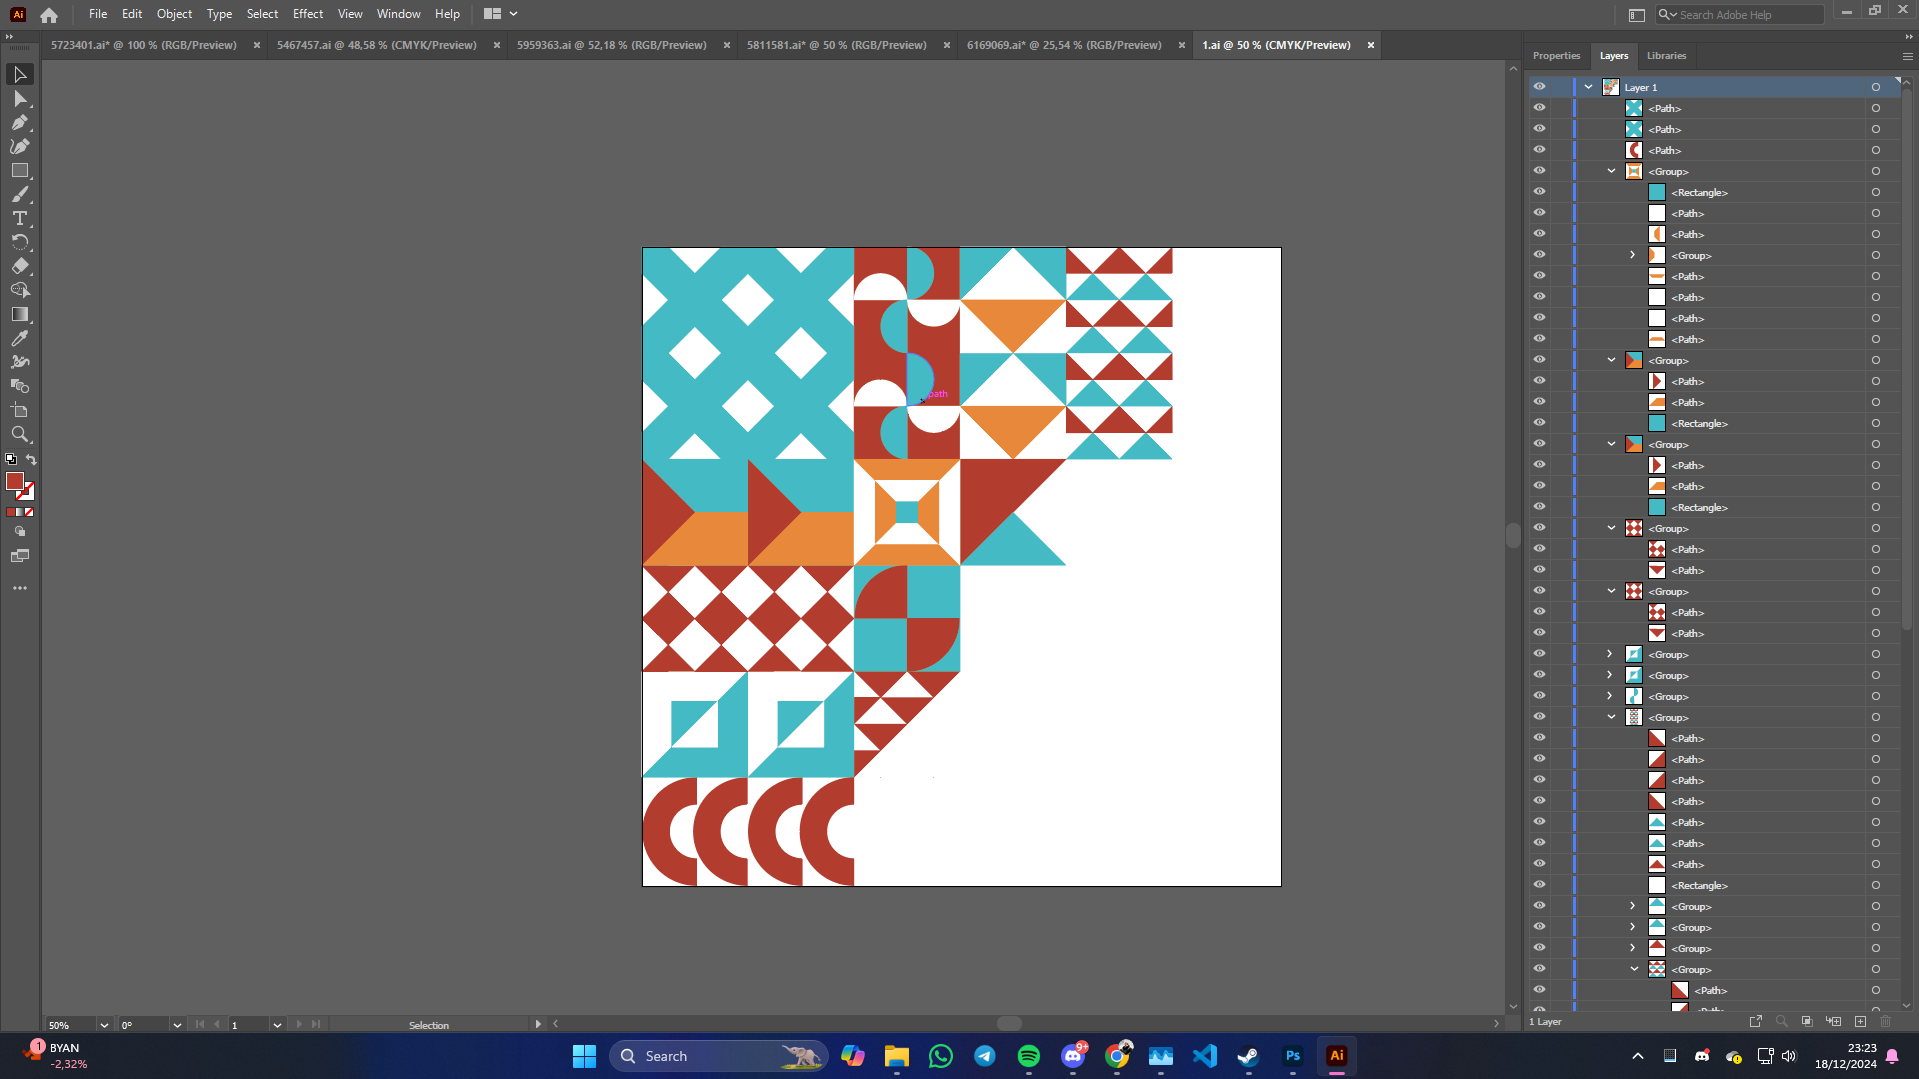 Ai File Edit Object Type Select Effect View Window Help Search Adobe Help
5723401.ai* @ 100 % (RGB/Preview) × 5467457.ai @ 48,58 % (CMYK/Preview) × 5959363.ai @ 52,18 % (RGB/Preview) × 5811581.ai* @ 50 % (RGB/Preview) × 6169069.ai* @ 25,54 % (RGB/Preview) × 1.ai @ 50 % (CMYK/Preview) ×
Properties Layers Libraries
Layer 1
<Path>
<Path>
<Path>
<Group>
<Rectangle>
<Path>
<Path>
<Group>
<Path>
<Path>
<Path>
<Path>
<Group>
<Path>
<Path>
<Rectangle>
<Group>
<Path>
<Path>
<Rectangle>
<Group>
<Path>
<Path>
<Group>
<Path>
<Path>
<Group>
<Group>
<Group>
<Group>
<Path>
<Path>
<Path>
<Path>
<Path>
<Path>
<Path>
<Rectangle>
<Group>
<Group>
<Group>
<Group>
<Path>
<Path>
path
50% 0° 1 Selection
1 Layer
1 BYAN
-2,32%
Search
9+
Ps Ai
23:23
18/12/2024